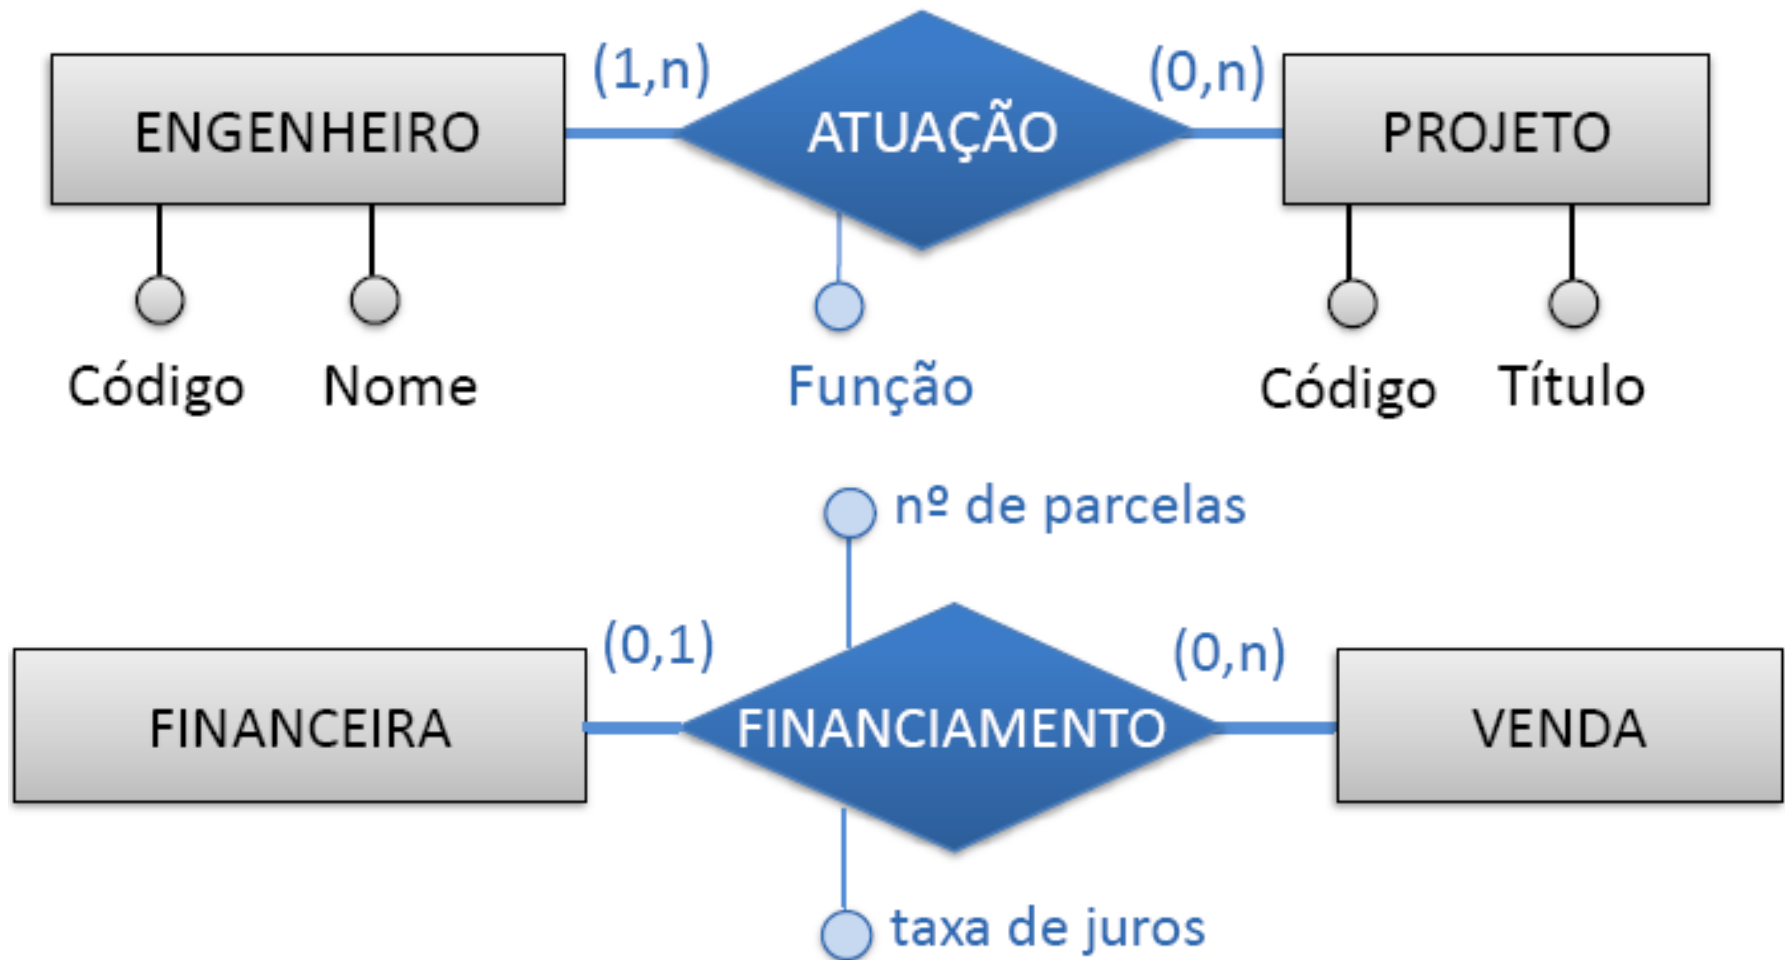 (1,n) (0,n)
ENGENHEIRO ATUAÇÃO PROJETO
Código Nome Função Código Título
nº de parcelas
(0,1) (0,n)
FINANCEIRA FINANCIAMENTO VENDA
taxa de juros